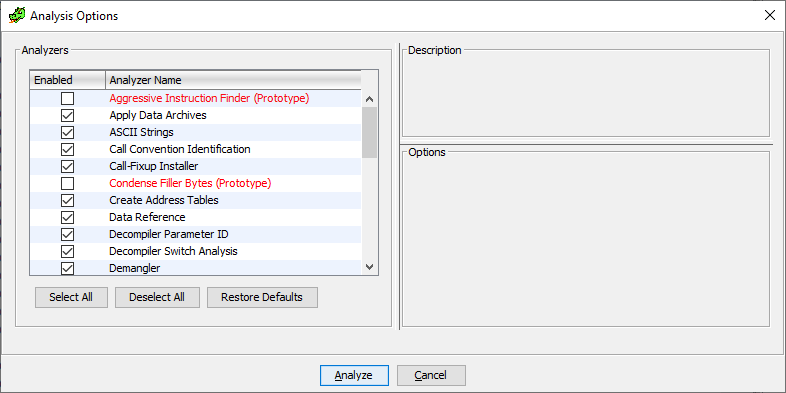 Analysis Options
Analyzers
Enabled Analyzer Name
Aggressive Instruction Finder (Prototype)
Apply Data Archives
ASCII Strings
Call Convention Identification
Call-Fixup Installer
Condense Filler Bytes (Prototype)
Create Address Tables
Data Reference
Decompiler Parameter ID
Decompiler Switch Analysis
Demangler
Select All Deselect All Restore Defaults
Description
Options
Analyze Cancel